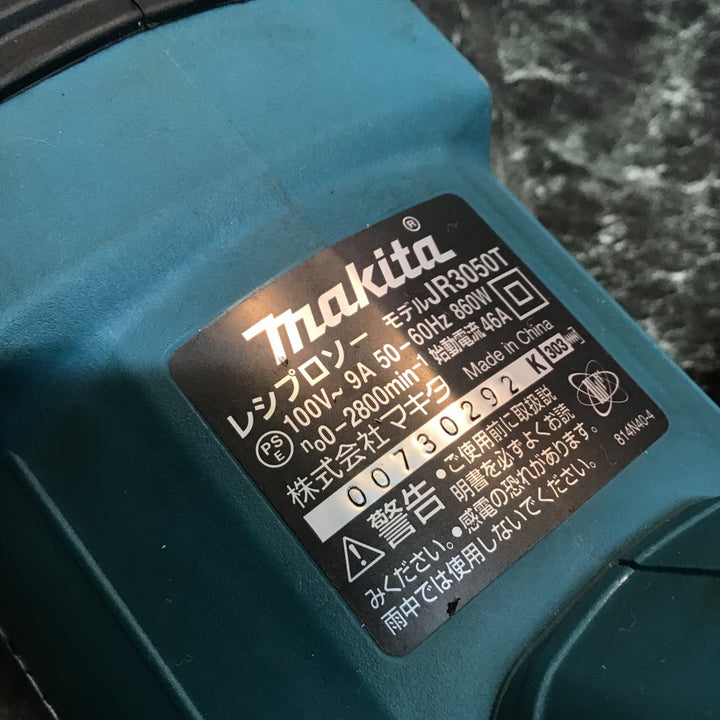 makita®
レシプロソー モデルJR3050T
100V~ 9A 50-60Hz 860W
n₀0-2800min⁻¹ 始動電流 46A
PS
E
株式会社マキタ Made in China
00730292 K 303
警告
・ご使用前に取扱説
明書を必ずよくお読
みください。・感電の恐れがあります。
雨中では使用しないでください。
814N40-4